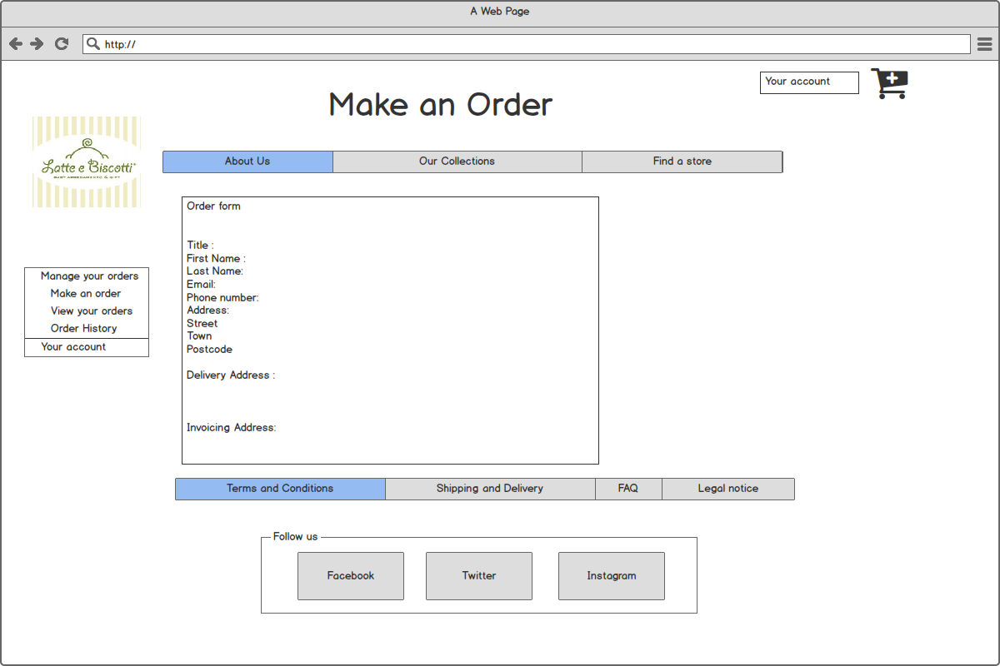 A Web Page
http://
Your account
Make an Order
Latte e Biscotti
BABY ARREDAMENTO & GIFT
About Us
Our Collections
Find a store
Order form
Title :
First Name :
Last Name:
Email:
Phone number:
Address:
Street
Town
Postcode
Delivery Address :
Invoicing Address:
Manage your orders
Make an order
View your orders
Order History
Your account
Terms and Conditions
Shipping and Delivery
FAQ
Legal notice
Follow us
Facebook
Twitter
Instagram